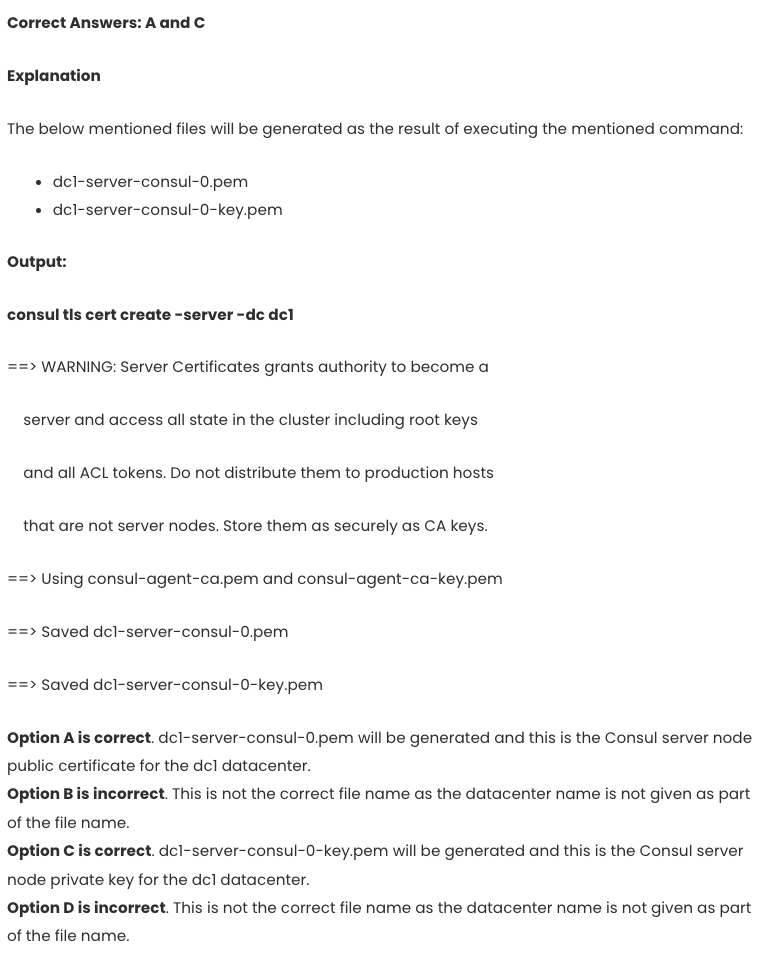 Correct Answers: A and C
Explanation
The below mentioned files will be generated as the result of executing the mentioned command:
• dc1-server-consul-0.pem
• dc1-server-consul-0-key.pem
Output:
consul tls cert create -server -dc dc1
==> WARNING: Server Certificates grants authority to become a
server and access all state in the cluster including root keys
and all ACL tokens. Do not distribute them to production hosts
that are not server nodes. Store them as securely as CA keys.
==> Using consul-agent-ca.pem and consul-agent-ca-key.pem
==> Saved dc1-server-consul-0.pem
==> Saved dc1-server-consul-0-key.pem
Option A is correct. dc1-server-consul-0.pem will be generated and this is the Consul server node
public certificate for the dc1 datacenter.
Option B is incorrect. This is not the correct file name as the datacenter name is not given as part
of the file name.
Option C is correct. dc1-server-consul-0-key.pem will be generated and this is the Consul server
node private key for the dc1 datacenter.
Option D is incorrect. This is not the correct file name as the datacenter name is not given as part
of the file name.